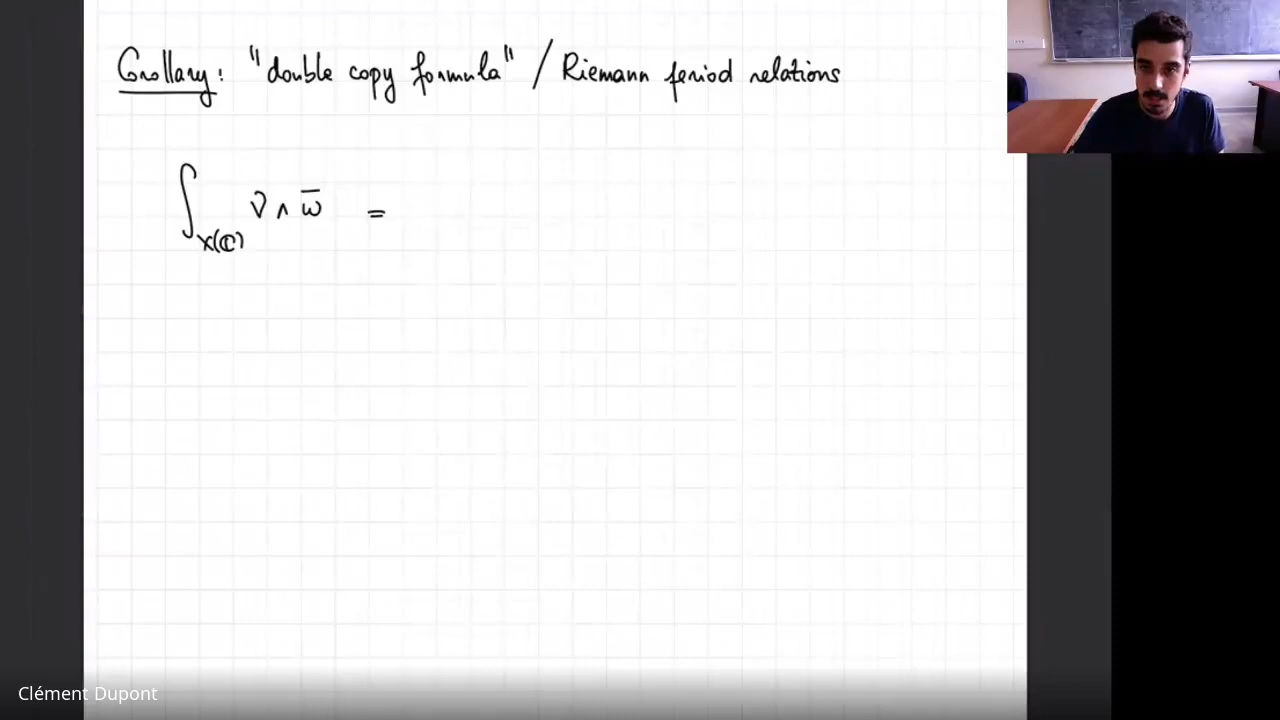 Corollary: "double copy formula" / Riemann period relations
∫_{X(ℂ)} ν ∧ ω̅ =
Clément Dupont